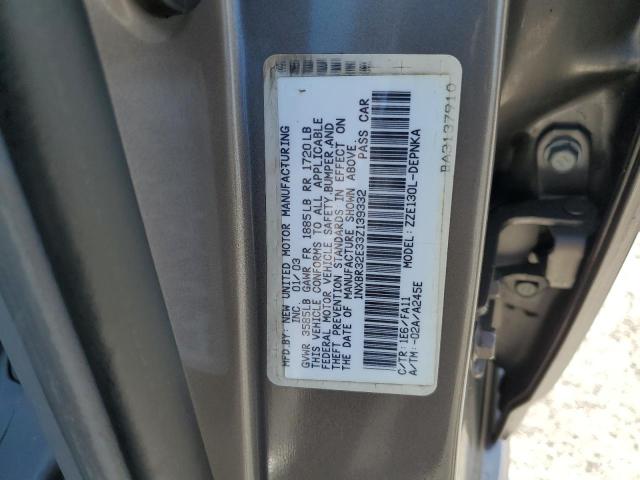 MFD.BY: NEW UNITED MOTOR MANUFACTURING
INC. 01/03
GVWR 3585LB GAWR FR 1885LB RR 1720LB
THIS VEHICLE CONFORMS TO ALL APPLICABLE
FEDERAL MOTOR VEHICLE SAFETY,BUMPER,AND
THEFT PREVENTION STANDARDS IN EFFECT ON
THE DATE OF MANUFACTURE SHOWN ABOVE.
1NXBR32E33Z139332 PASS CAR
C/TR:1E6/FA11 MODEL:ZZE130L-DEPNKA
A/TM:-02A/A245E
BA3137910